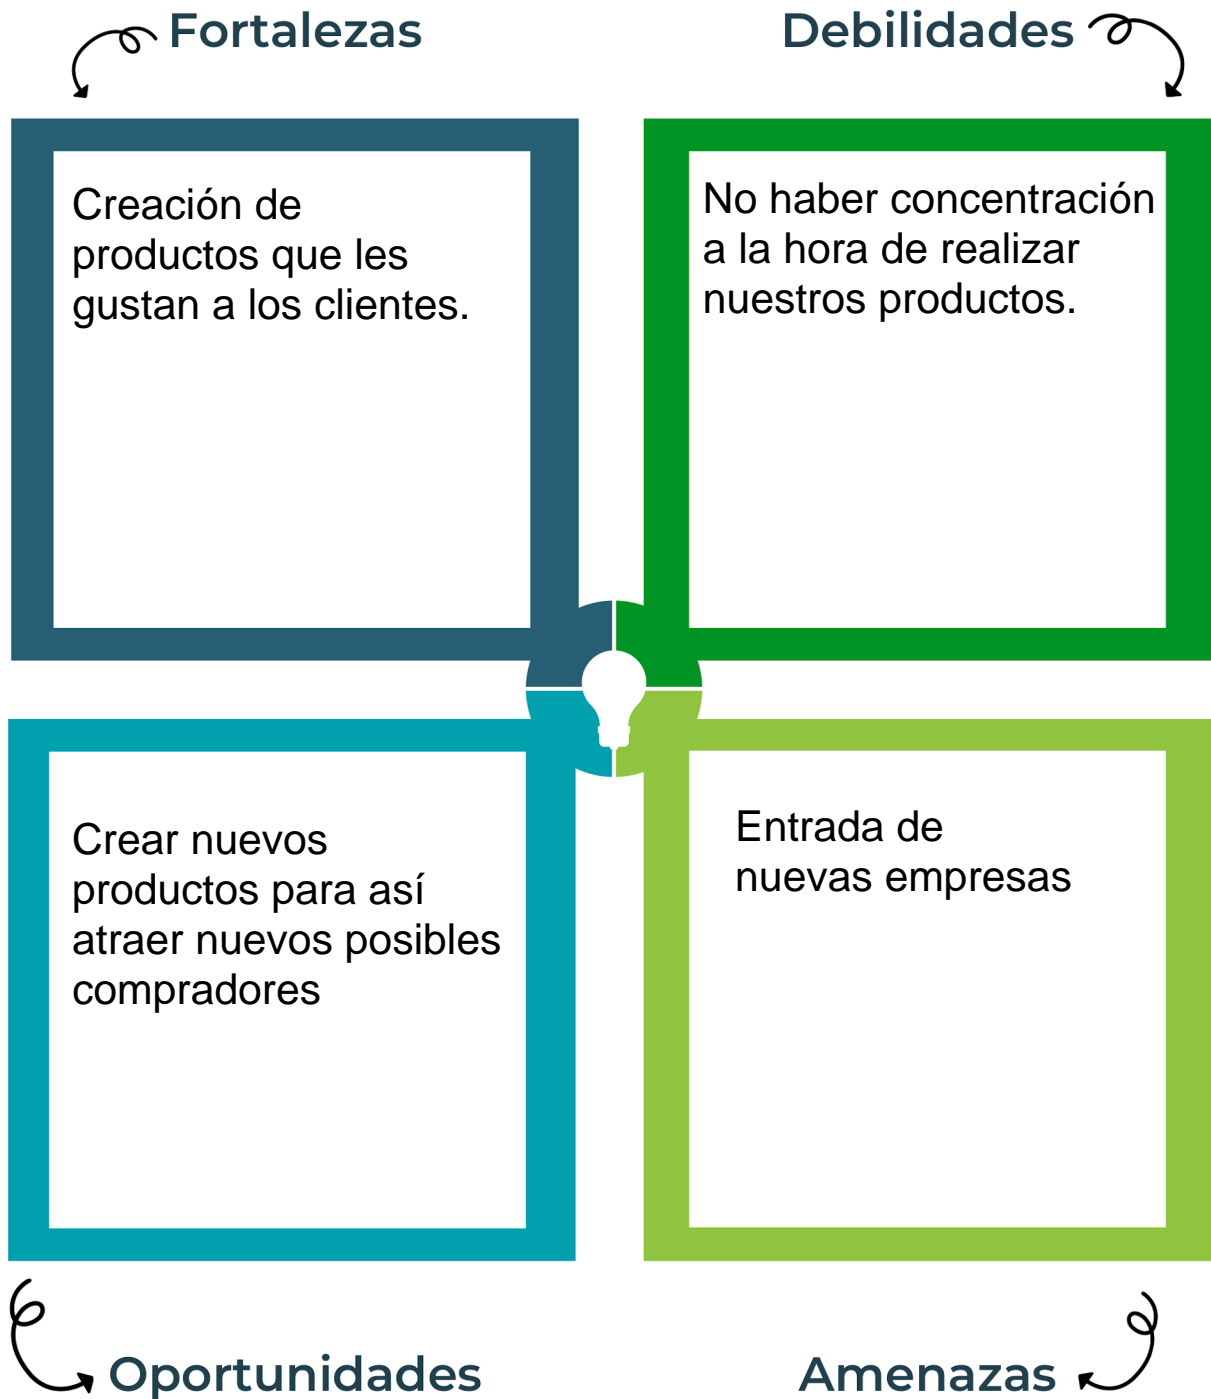 Fortalezas
Debilidades
Creación de
productos que les
gustan a los clientes.
No haber concentración
a la hora de realizar
nuestros productos.
Crear nuevos
productos para así
atraer nuevos posibles
compradores
Entrada de
nuevas empresas
Oportunidades
Amenazas